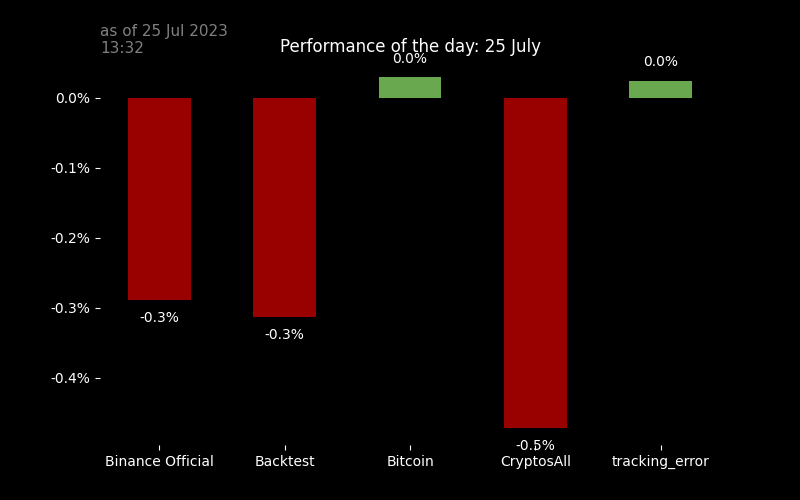 as of 25 Jul 2023
13:32
Performance of the day: 25 July
0.0%
0.0%
0.0%
-0.1%
-0.2%
-0.3%
-0.3%
-0.3%
-0.4%
-0.5%
Binance Official
Backtest
Bitcoin
CryptosAll
tracking_error